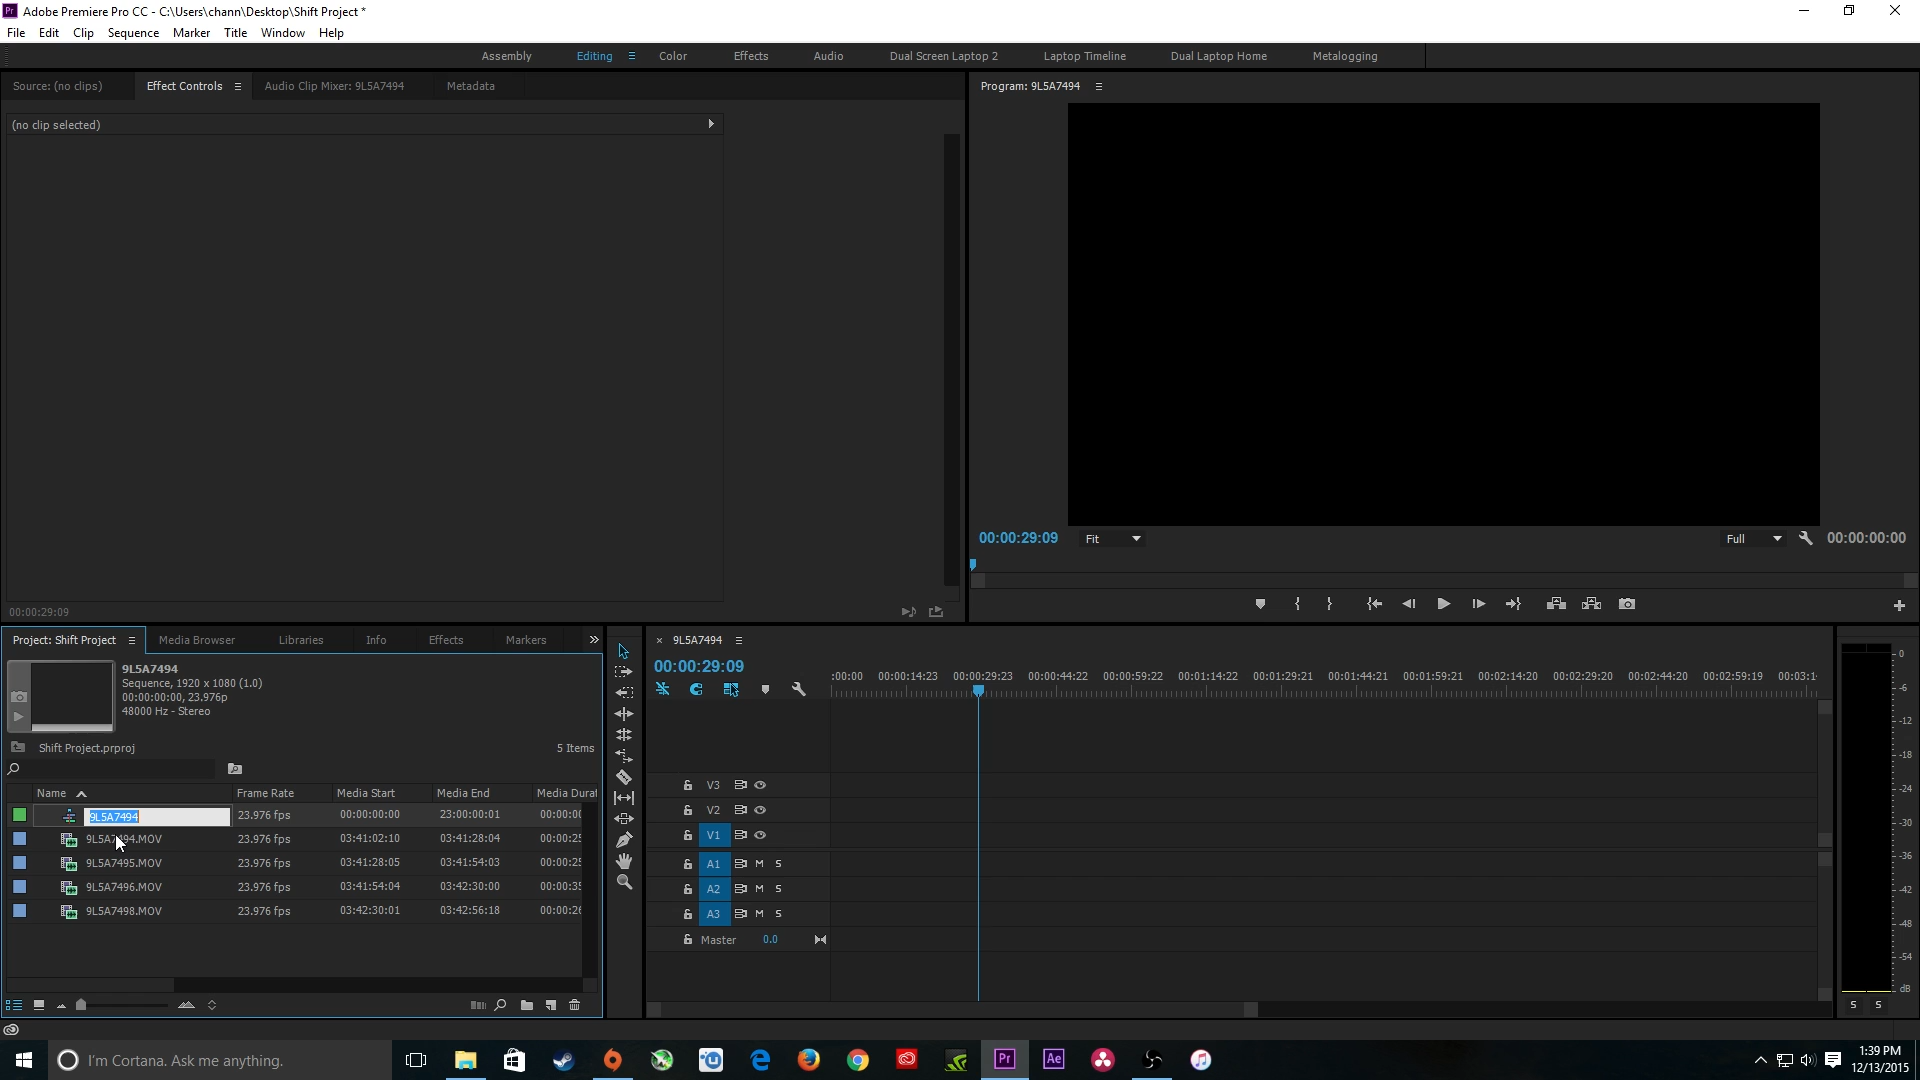 Adobe Premiere Pro CC - C:\Users\chann\Desktop\Shift Project *
File Edit Clip Sequence Marker Title Window Help
Assembly Editing Color Effects Audio Dual Screen Laptop 2 Laptop Timeline Dual Laptop Home Metalogging
Source: (no clips) Effect Controls Audio Clip Mixer: 9L5A7494 Metadata
Program: 9L5A7494
(no clip selected)
00:00:29:09 Fit Full 00:00:00:00
00:00:29:09
Project: Shift Project Media Browser Libraries Info Effects Markers
9L5A7494
Sequence, 1920 x 1080 (1.0)
00:00:00:00, 23.976p
48000 Hz - Stereo
Shift Project.prproj 5 Items
Name Frame Rate Media Start Media End Media Durat
9L5A7494 23.976 fps 00:00:00:00 23:00:00:01 00:00:00
9L5A7494.MOV 23.976 fps 03:41:02:10 03:41:28:04 00:00:25
9L5A7495.MOV 23.976 fps 03:41:28:05 03:41:54:03 00:00:25
9L5A7496.MOV 23.976 fps 03:41:54:04 03:42:30:00 00:00:35
9L5A7498.MOV 23.976 fps 03:42:30:01 03:42:56:18 00:00:26
9L5A7494
00:00:29:09
:00:00 00:00:14:23 00:00:29:23 00:00:44:22 00:00:59:22 00:01:14:22 00:01:29:21 00:01:44:21 00:01:59:21 00:02:14:20 00:02:29:20 00:02:44:20 00:02:59:19 00:03:1
V3
V2
V1
A1 M S
A2 M S
A3 M S
Master 0.0
0
-6
-12
-18
-24
-30
-36
-42
-48
-54
dB
S S
I'm Cortana. Ask me anything.
Pr Ae
1:39 PM
12/13/2015